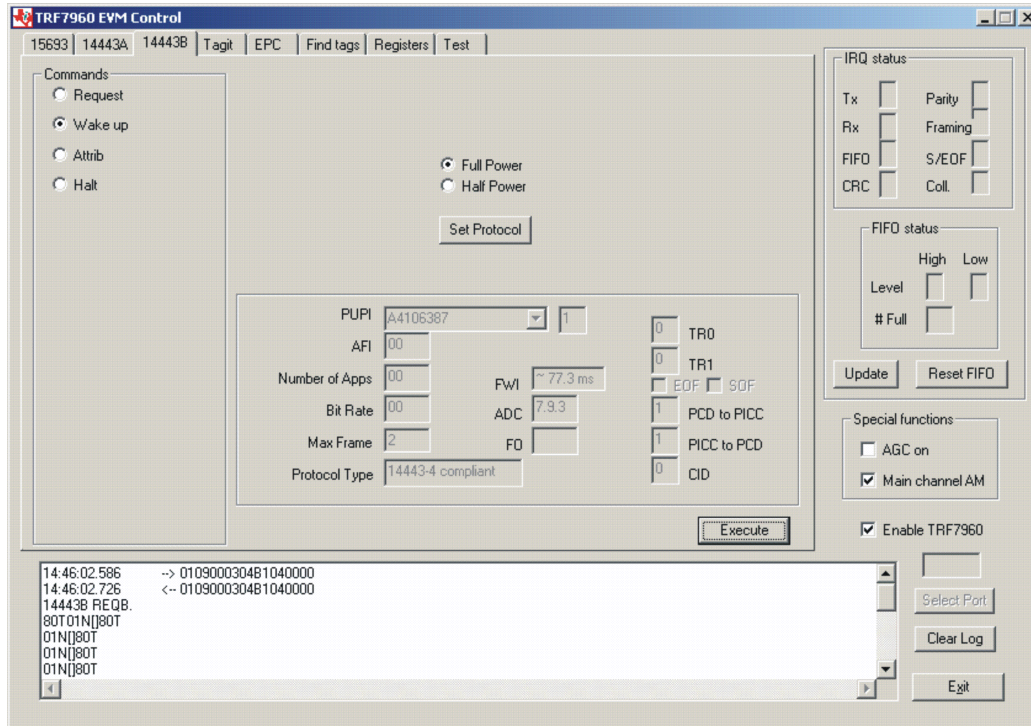 TRF7960 EVM Control
15693 14443A 14443B Tagit EPC Find tags Registers Test
Commands
Request
Wake up
Attrib
Halt
Full Power
Half Power
Set Protocol
PUPI A4106387 1
AFI 00
Number of Apps 00
Bit Rate 00
Max Frame 2
Protocol Type 14443-4 compliant
FWI ~ 77.3 ms
ADC 7.9.3
FO
0 TR0
0 TR1
EOF SOF
1 PCD to PICC
1 PICC to PCD
0 CID
Execute
IRQ status
Tx Parity
Rx Framing
FIFO S/EOF
CRC Coll.
FIFO status
High Low
Level
# Full
Update Reset FIFO
Special functions
AGC on
Main channel AM
Enable TRF7960
Select Port
Clear Log
Exit
14:46:02.586 --> 0109000304B1040000
14:46:02.726 <-- 0109000304B1040000
14443B REQB.
80T01N[]80T
01N[]80T
01N[]80T
01N[]80T